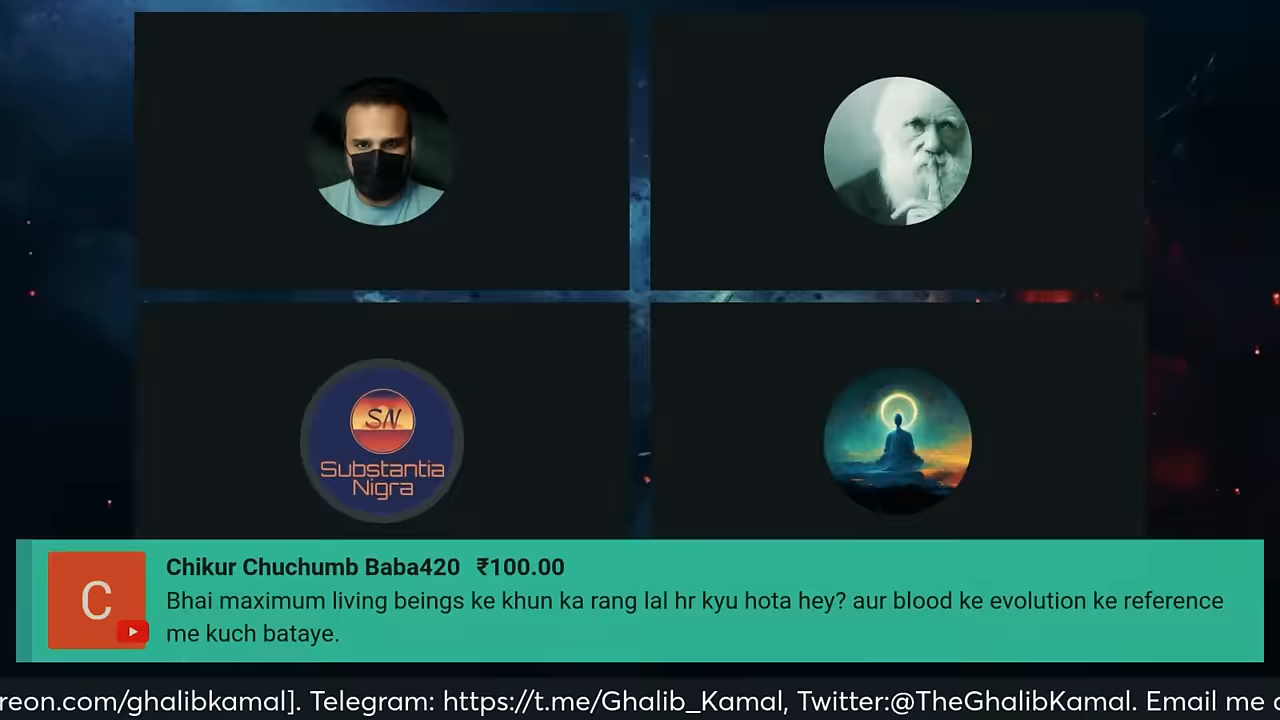 SN
Substantia
Nigra
C
Chikur Chuchumb Baba420 ₹100.00
Bhai maximum living beings ke khun ka rang lal hr kyu hota hey? aur blood ke evolution ke reference
me kuch bataye.
reon.com/ghalibkamal]. Telegram: https://t.me/Ghalib_Kamal, Twitter:@TheGhalibKamal. Email me